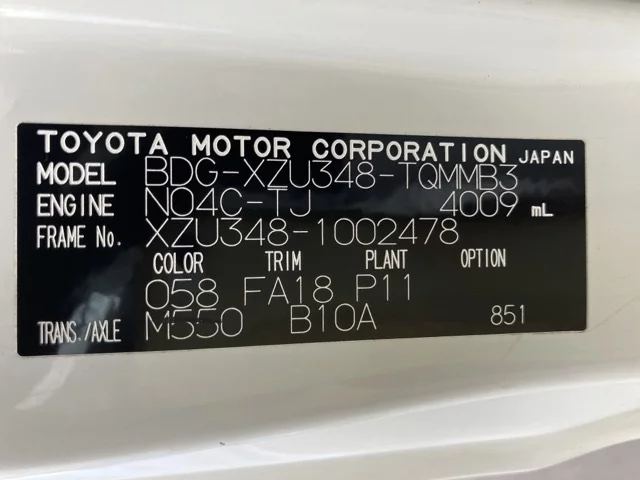 TOYOTA MOTOR CORPORATION JAPAN
MODEL BDG-XZU348-TQMMB3
ENGINE N04C-TJ 4009 mL
FRAME No. XZU348-1002478
COLOR TRIM PLANT OPTION
058 FA18 P11
TRANS./AXLE M550 B10A 851